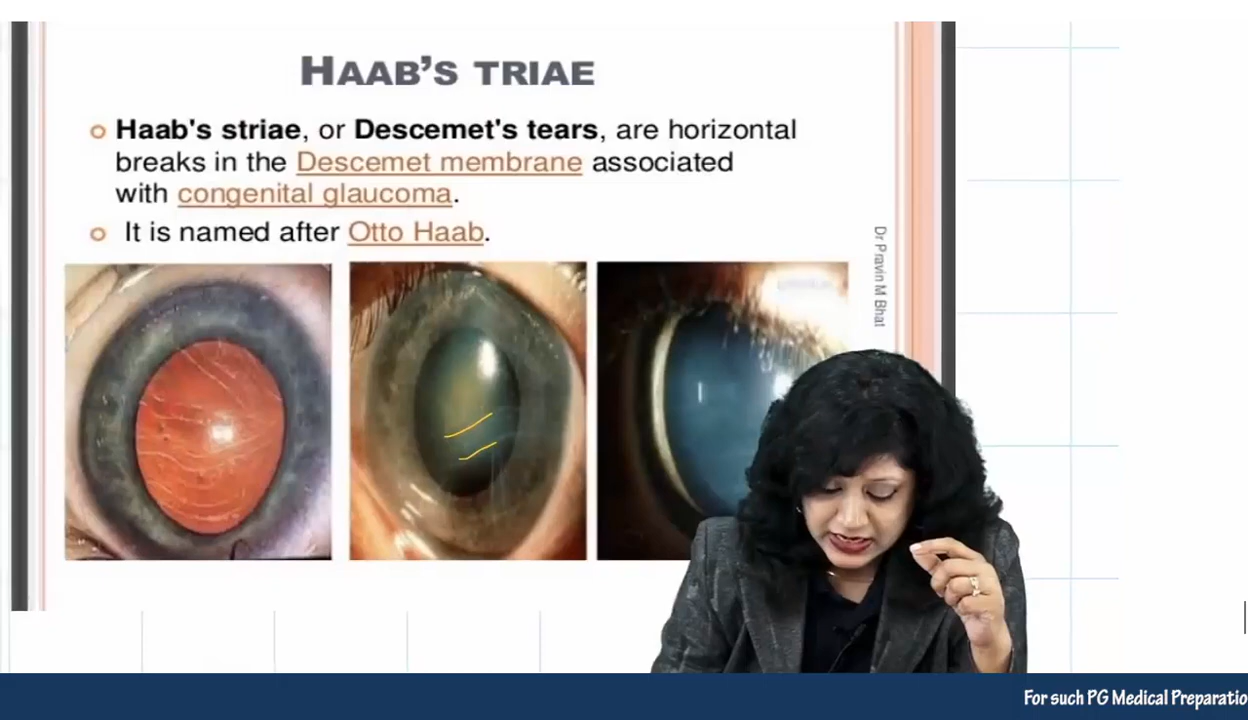 HAAB'S TRIAE
Haab's striae, or Descemet's tears, are horizontal
breaks in the Descemet membrane associated
with congenital glaucoma.
It is named after Otto Haab.
Dr Pravin M Bhat
For such PG Medical Preparatio